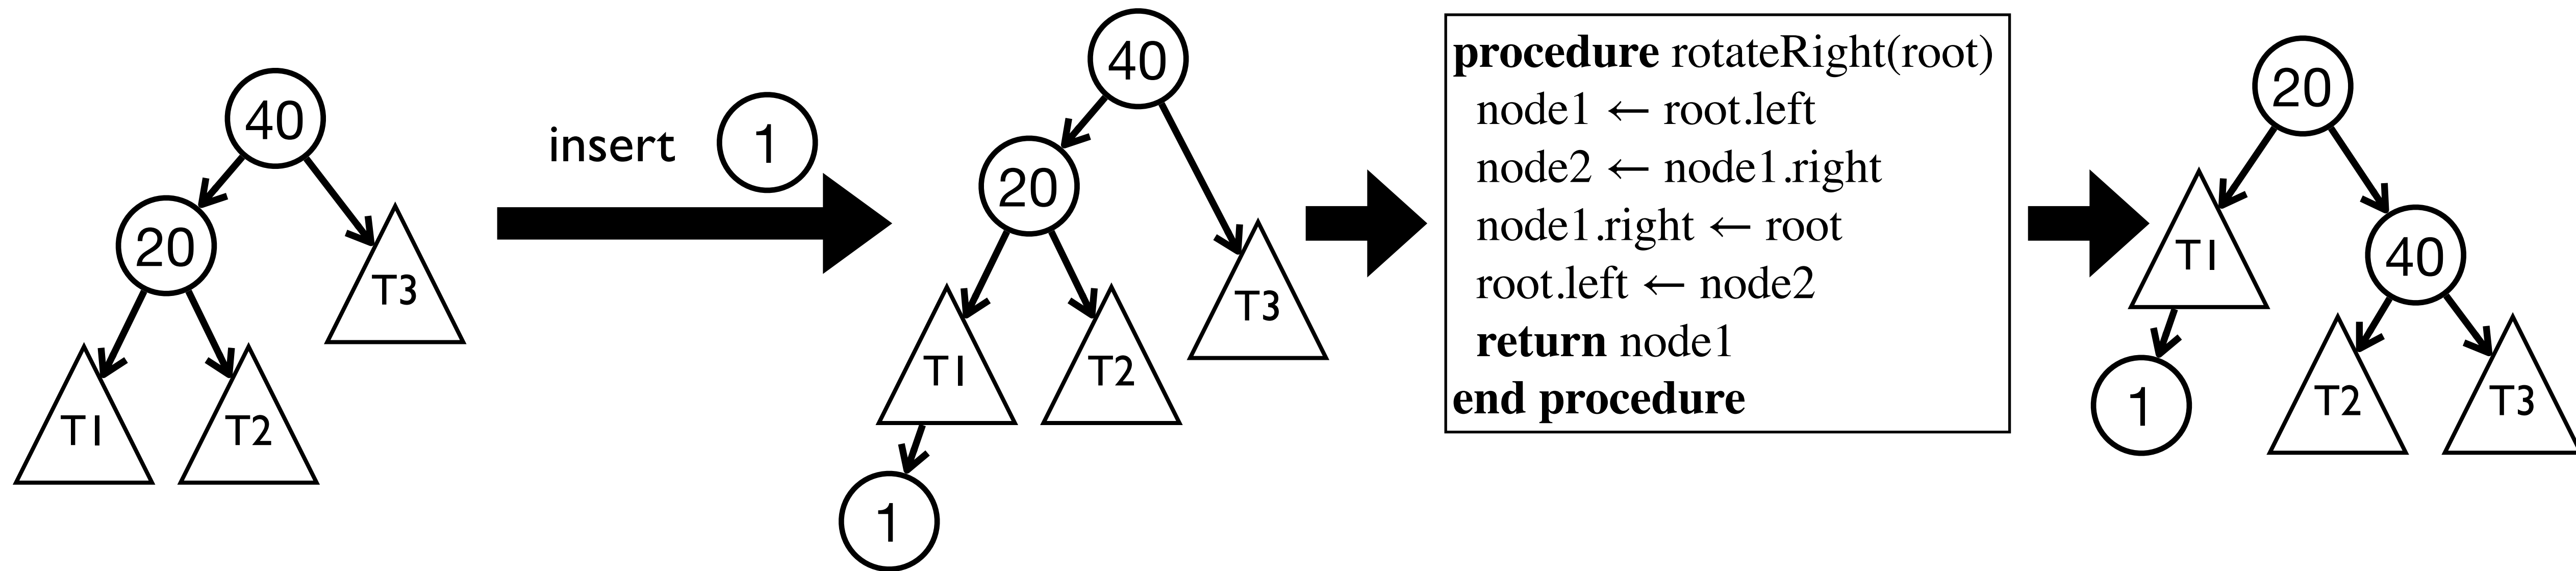 40
20
T1
T2
T3
insert
1
40
20
T1
T2
T3
1
procedure rotateRight(root)
node1 ← root.left
node2 ← node1.right
node1.right ← root
root.left ← node2
return node1
end procedure
20
T1
40
1
T2
T3